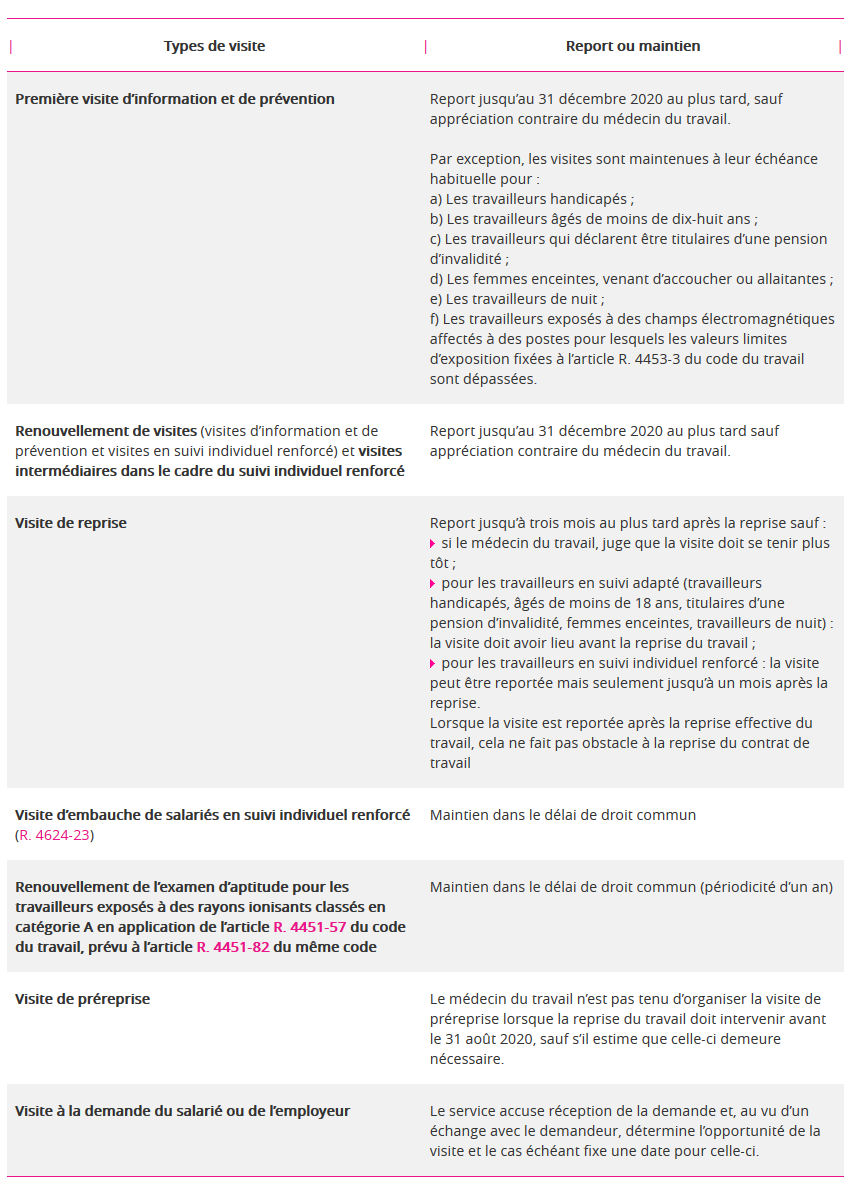 Types de visite
Report ou maintien
Première visite d’information et de prévention
Report jusqu’au 31 décembre 2020 au plus tard, sauf
appréciation contraire du médecin du travail.
Par exception, les visites sont maintenues à leur échéance
habituelle pour :
a) Les travailleurs handicapés ;
b) Les travailleurs âgés de moins de dix-huit ans ;
c) Les travailleurs qui déclarent être titulaires d’une pension
d’invalidité ;
d) Les femmes enceintes, venant d’accoucher ou allaitantes ;
e) Les travailleurs de nuit ;
f) Les travailleurs exposés à des champs électromagnétiques
affectés à des postes pour lesquels les valeurs limites
d’exposition fixées à l’article R. 4453-3 du code du travail
sont dépassées.
Renouvellement de visites (visites d’information et de
prévention et visites en suivi individuel renforcé) et visites
intermédiaires dans le cadre du suivi individuel renforcé
Report jusqu’au 31 décembre 2020 au plus tard sauf
appréciation contraire du médecin du travail.
Visite de reprise
Report jusqu’à trois mois au plus tard après la reprise sauf :
si le médecin du travail, juge que la visite doit se tenir plus
tôt ;
pour les travailleurs en suivi adapté (travailleurs
handicapés, âgés de moins de 18 ans, titulaires d’une
pension d’invalidité, femmes enceintes, travailleurs de nuit) :
la visite doit avoir lieu avant la reprise du travail ;
pour les travailleurs en suivi individuel renforcé : la visite
peut être reportée mais seulement jusqu’à un mois après la
reprise.
Lorsque la visite est reportée après la reprise effective du
travail, cela ne fait pas obstacle à la reprise du contrat de
travail
Visite d’embauche de salariés en suivi individuel renforcé
(R. 4624-23)
Maintien dans le délai de droit commun
Renouvellement de l’examen d’aptitude pour les
travailleurs exposés à des rayons ionisants classés en
catégorie A en application de l’article R. 4451-57 du code
du travail, prévu à l’article R. 4451-82 du même code
Maintien dans le délai de droit commun (périodicité d’un an)
Visite de préreprise
Le médecin du travail n’est pas tenu d’organiser la visite de
préreprise lorsque la reprise du travail doit intervenir avant
le 31 août 2020, sauf s’il estime que celle-ci demeure
nécessaire.
Visite à la demande du salarié ou de l’employeur
Le service accuse réception de la demande et, au vu d’un
échange avec le demandeur, détermine l’opportunité de la
visite et le cas échéant fixe une date pour celle-ci.